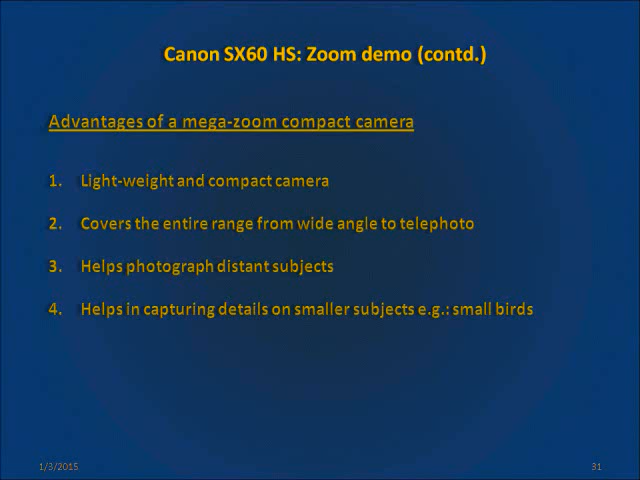 Canon SX60 HS: Zoom demo (contd.)
Advantages of a mega-zoom compact camera
1. Light-weight and compact camera
2. Covers the entire range from wide angle to telephoto
3. Helps photograph distant subjects
4. Helps in capturing details on smaller subjects e.g.: small birds
1/3/2015 31